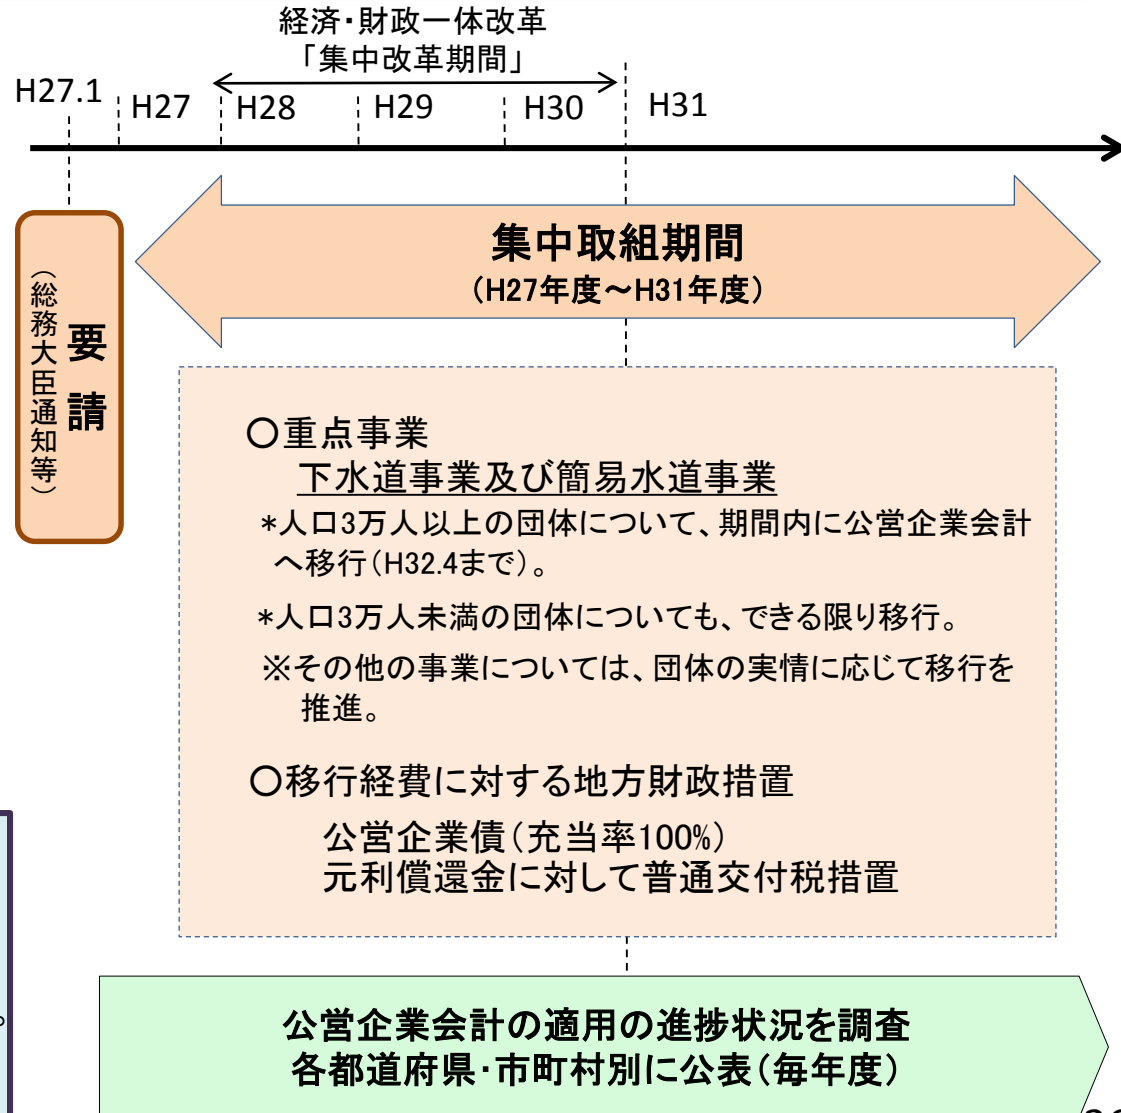 経済・財政一体改革
「集中改革期間」
H27.1
H27
H28
H29
H30
H31
集中取組期間
(H27年度～H31年度)
要請
（総務大臣通知等）
○重点事業
下水道事業及び簡易水道事業
*人口3万人以上の団体について、期間内に公営企業会計
へ移行(H32.4まで)。
*人口3万人未満の団体についても、できる限り移行。
※その他の事業については、団体の実情に応じて移行を
推進。
○移行経費に対する地方財政措置
公営企業債(充当率100%)
元利償還金に対して普通交付税措置
。
公営企業会計の適用の進捗状況を調査
各都道府県・市町村別に公表(毎年度)